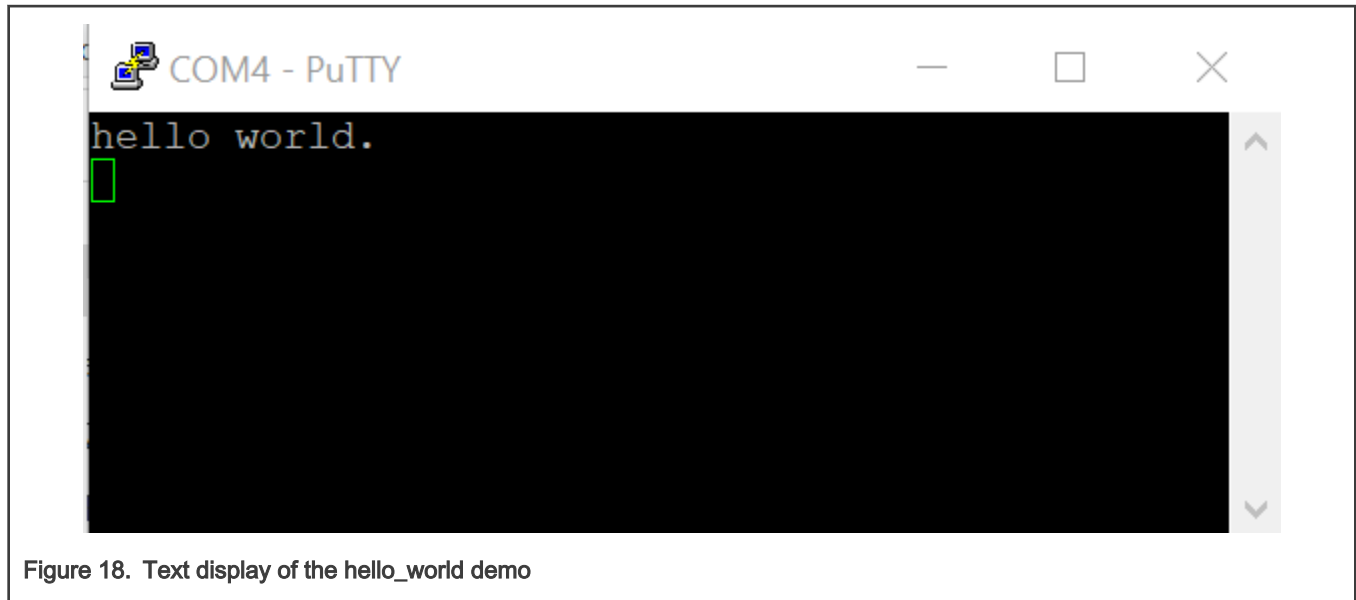 COM4 - PuTTY
hello world.
Figure 18. Text display of the hello_world demo